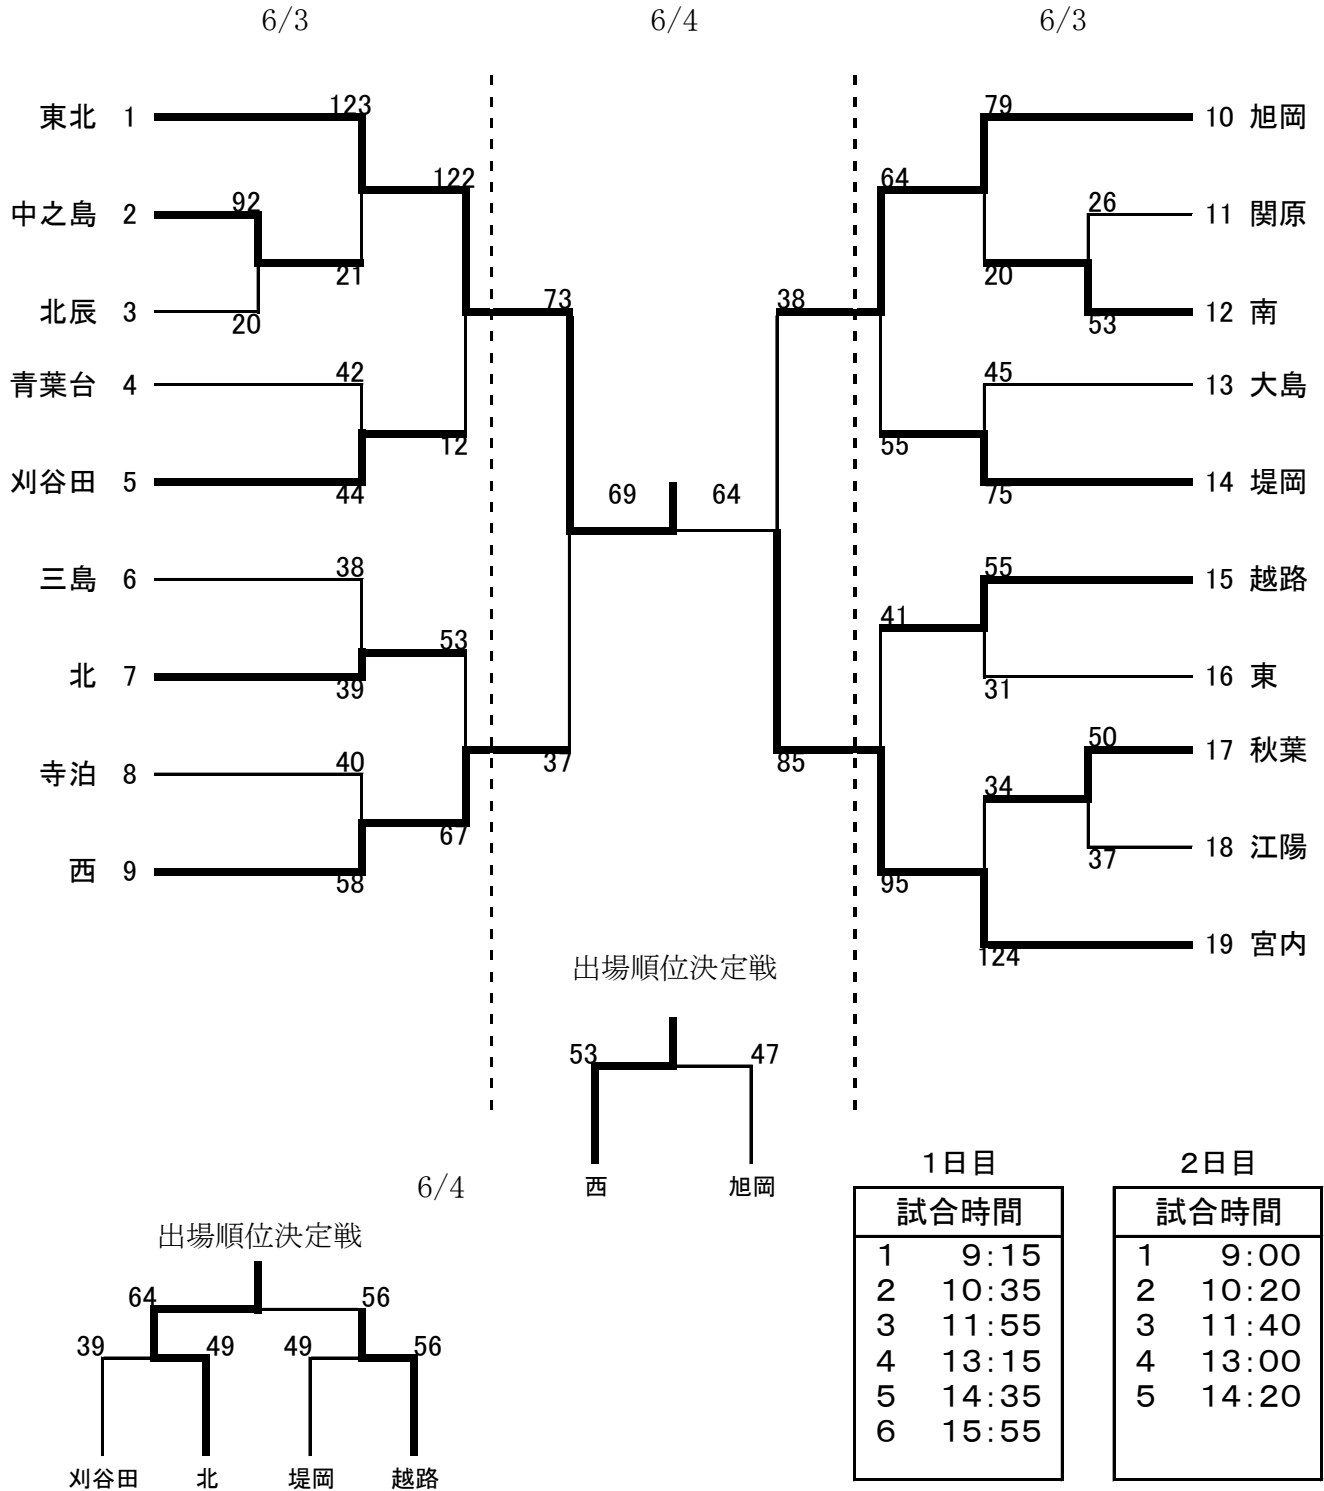 6/3
6/4
6/3
東北 1
123
122
中之島 2
92
21
北辰 3
20
青葉台 4
42
12
刈谷田 5
44
73
三島 6
38
53
北 7
39
37
寺泊 8
40
67
西 9
58
69
64
38
85
79
10 旭岡
64
26
11 関原
20
53
12 南
45
13 大島
55
75
14 堤岡
55
15 越路
41
31
16 東
50
17 秋葉
34
37
18 江陽
95
124
19 宮内
出場順位決定戦
53
47
西
旭岡
6/4
出場順位決定戦
64
56
39
49
49
56
刈谷田
北
堤岡
越路
1日目
試合時間
1 9:15
2 10:35
3 11:55
4 13:15
5 14:35
6 15:55
2日目
試合時間
1 9:00
2 10:20
3 11:40
4 13:00
5 14:20